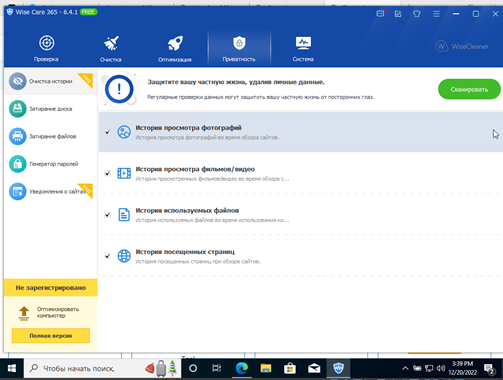 Wise Care 365 - 6.4.1 FREE
Проверка
Очистка
Оптимизация
Приватность
Система
W WiseCleaner
Очистка истории
Затирание диска
Затирание файлов
Генератор паролей
Уведомления о сайтах
Защитите вашу частную жизнь, удалив личные данные.
Регулярные проверки данных могут защитить вашу частную жизнь от посторонних глаз.
Сканировать
История просмотра фотографий
История просмотра фотографий во время обзора сайтов.
История просмотра фильмов/видео
История просмотренных фильмов/видео во время обзора с...
История используемых файлов
История используемых файлов во время использования ко...
История посещенных страниц
История посещенных страниц при обзоре сайтов.
Не зарегистрировано
Оптимизировать
компьютер
Полная версия
Чтобы начать поиск,
3:39 PM
12/20/2022